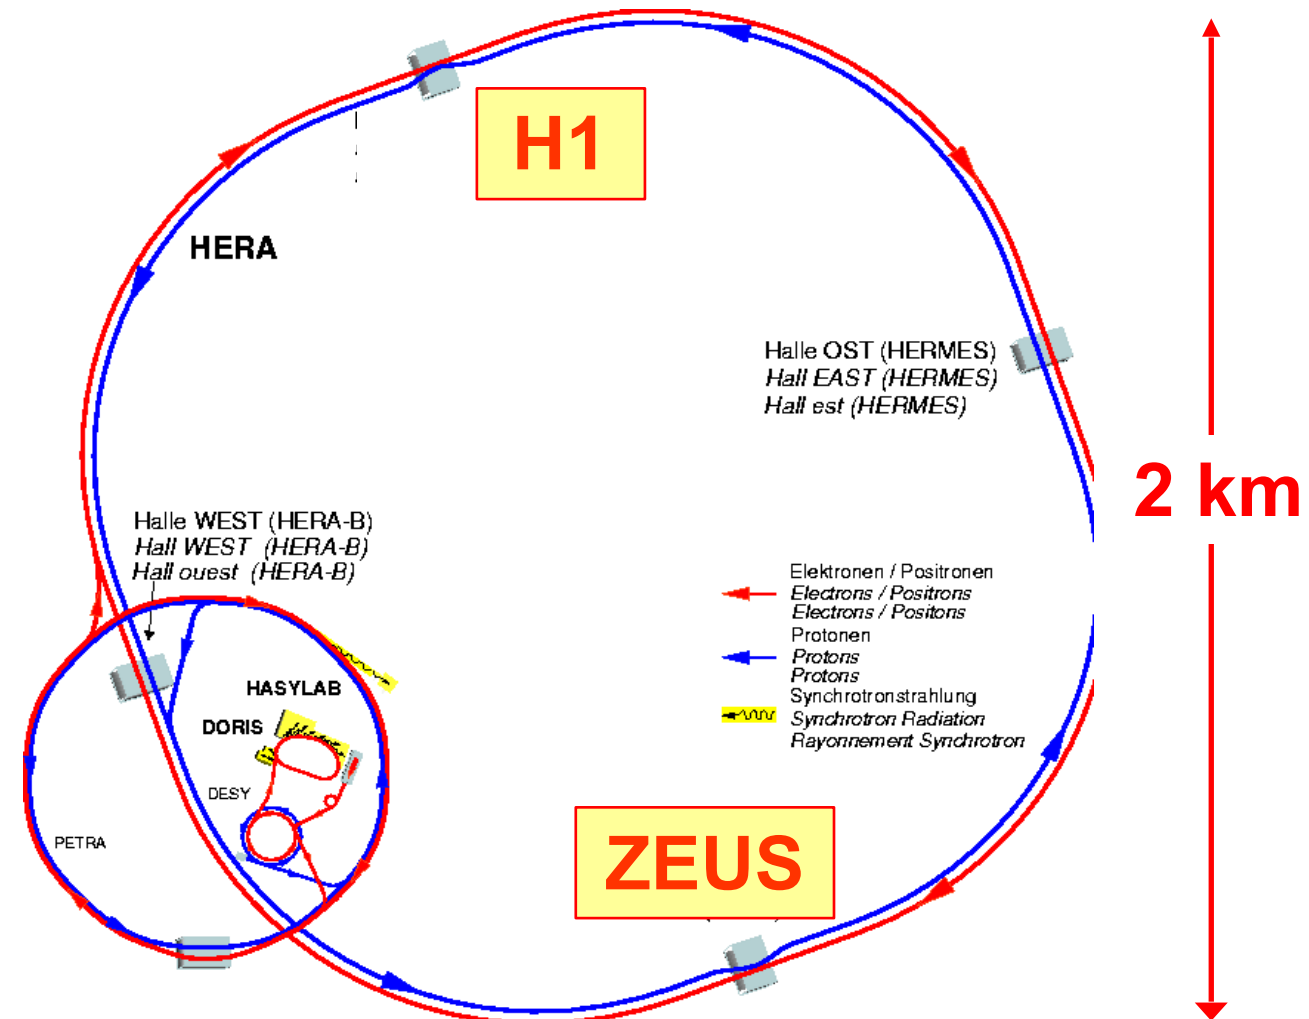 H1
HERA
Halle OST (HERMES)
Hall EAST (HERMES)
Hall est (HERMES)
2 km
Halle WEST (HERA-B)
Hall WEST (HERA-B)
Hall ouest (HERA-B)
Elektronen / Positronen
Electrons / Positrons
Electrons / Positons
Protonen
Protons
Protons
Synchrotronstrahlung
Synchrotron Radiation
Rayonnement Synchrotron
HASYLAB
DORIS
DESY
PETRA
ZEUS